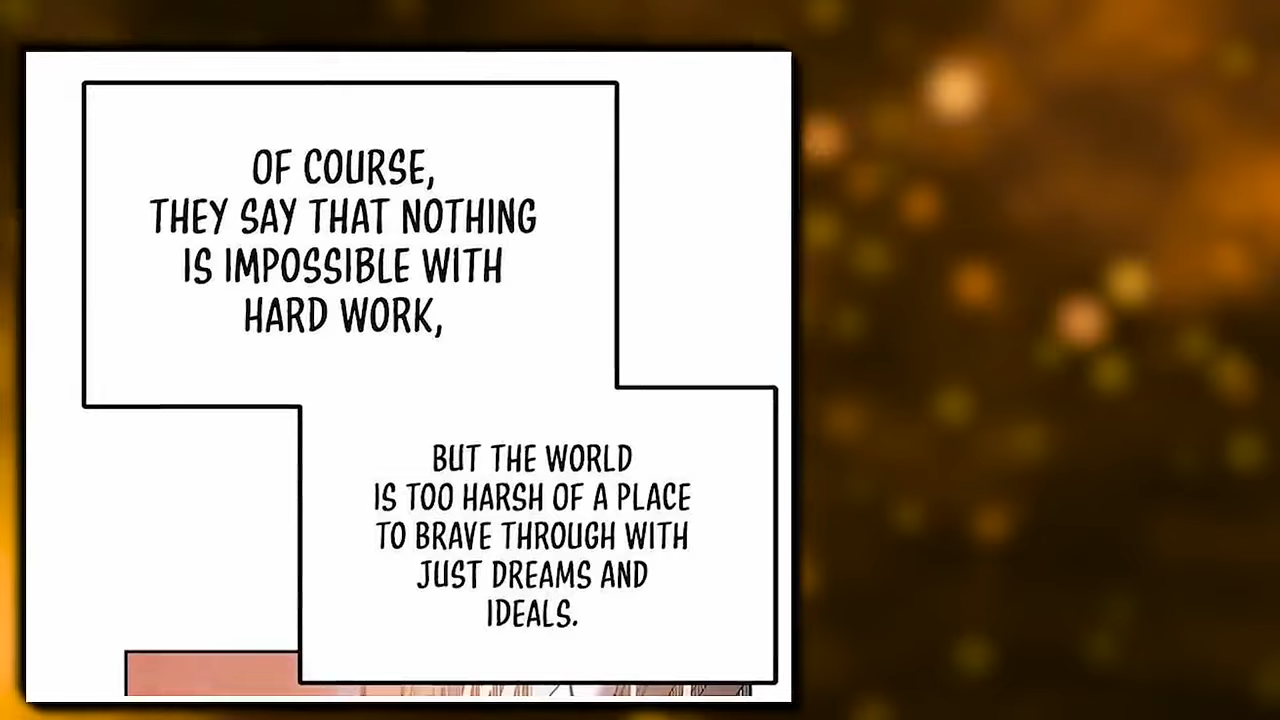 OF COURSE,
THEY SAY THAT NOTHING
IS IMPOSSIBLE WITH
HARD WORK,
BUT THE WORLD
IS TOO HARSH OF A PLACE
TO BRAVE THROUGH WITH
JUST DREAMS AND
IDEALS.